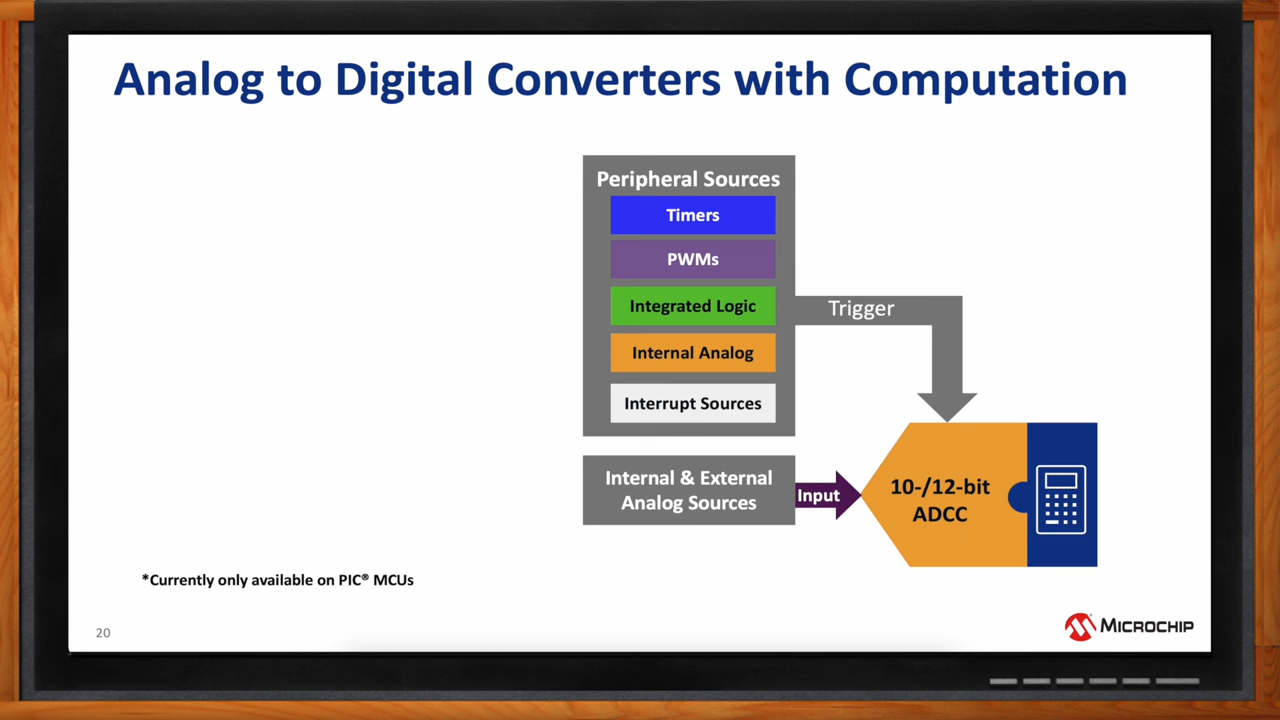 Analog to Digital Converters with Computation
Peripheral Sources
Timers
PWMs
Integrated Logic
Internal Analog
Interrupt Sources
Trigger
Internal & External
Analog Sources
Input
10-/12-bit
ADCC
*Currently only available on PIC® MCUs
20
MICROCHIP